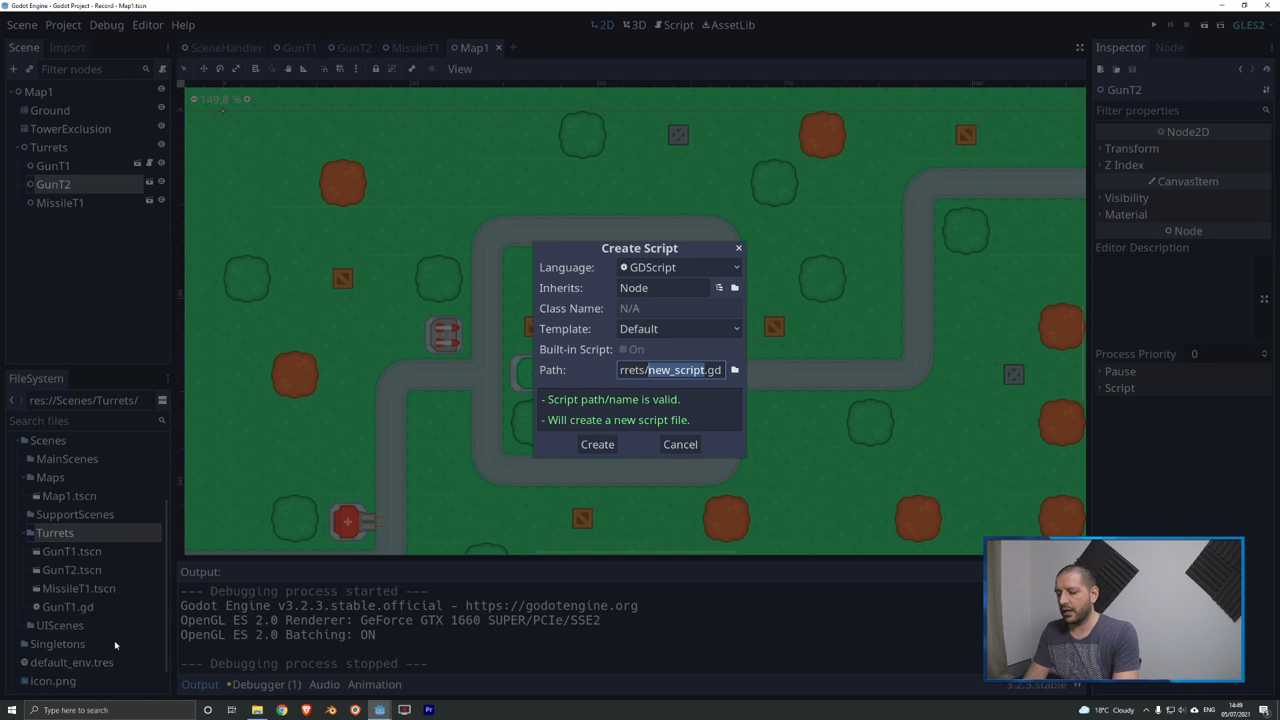 Godot Engine - Godot Project - Record - Map1.tscn
Scene Project Debug Editor Help
2D 3D Script AssetLib
GLES2
Scene Import
SceneHandler GunT1 GunT2 MissileT1 Map1
Inspector Node
Filter nodes
View
GunT2
Map1
149.8 %
Filter properties
Ground
TowerExclusion
Node2D
Turrets
Transform
GunT1
Z Index
GunT2
CanvasItem
MissileT1
Visibility
Material
Node
Editor Description
Create Script
Language: GDScript
Inherits: Node
Class Name: N/A
Template: Default
Built-in Script: On
Path: rrets/new_script.gd
- Script path/name is valid.
- Will create a new script file.
Create Cancel
Process Priority 0
Pause
Script
FileSystem
res://Scenes/Turrets/
Search files
Scenes
MainScenes
Maps
Map1.tscn
SupportScenes
Turrets
GunT1.tscn
GunT2.tscn
MissileT1.tscn
GunT1.gd
UIScenes
Singletons
default_env.tres
icon.png
Output:
--- Debugging process started ---
Godot Engine v3.2.3.stable.official - https://godotengine.org
OpenGL ES 2.0 Renderer: GeForce GTX 1660 SUPER/PCIe/SSE2
OpenGL ES 2.0 Batching: ON
--- Debugging process stopped ---
Output Debugger (1) Audio Animation
3.2.3.stable
Type here to search
18°C Cloudy
ENG
14:49
05/07/2021